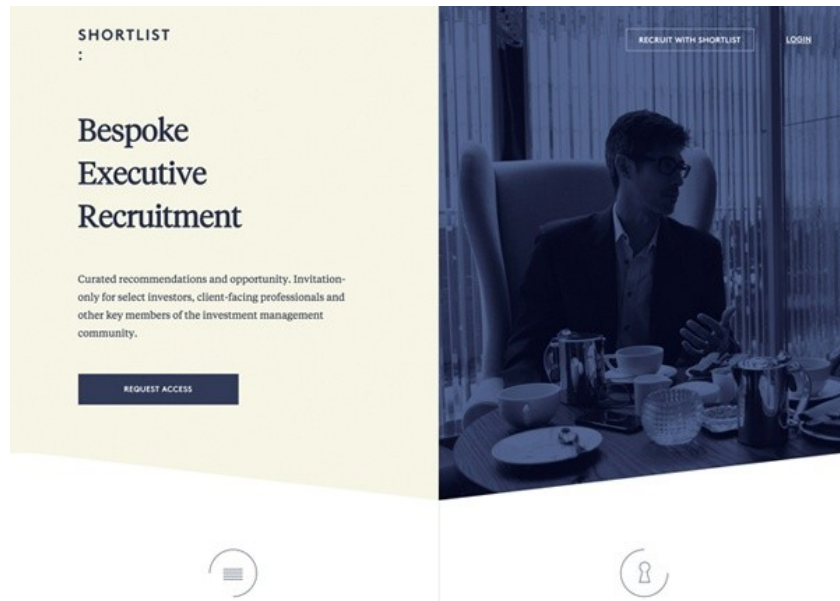 SHORTLIST
:
RECRUIT WITH SHORTLIST
LOGIN
Bespoke
Executive
Recruitment
Curated recommendations and opportunity. Invitation-
only for select investors, client-facing professionals and
other key members of the investment management
community.
REQUEST ACCESS